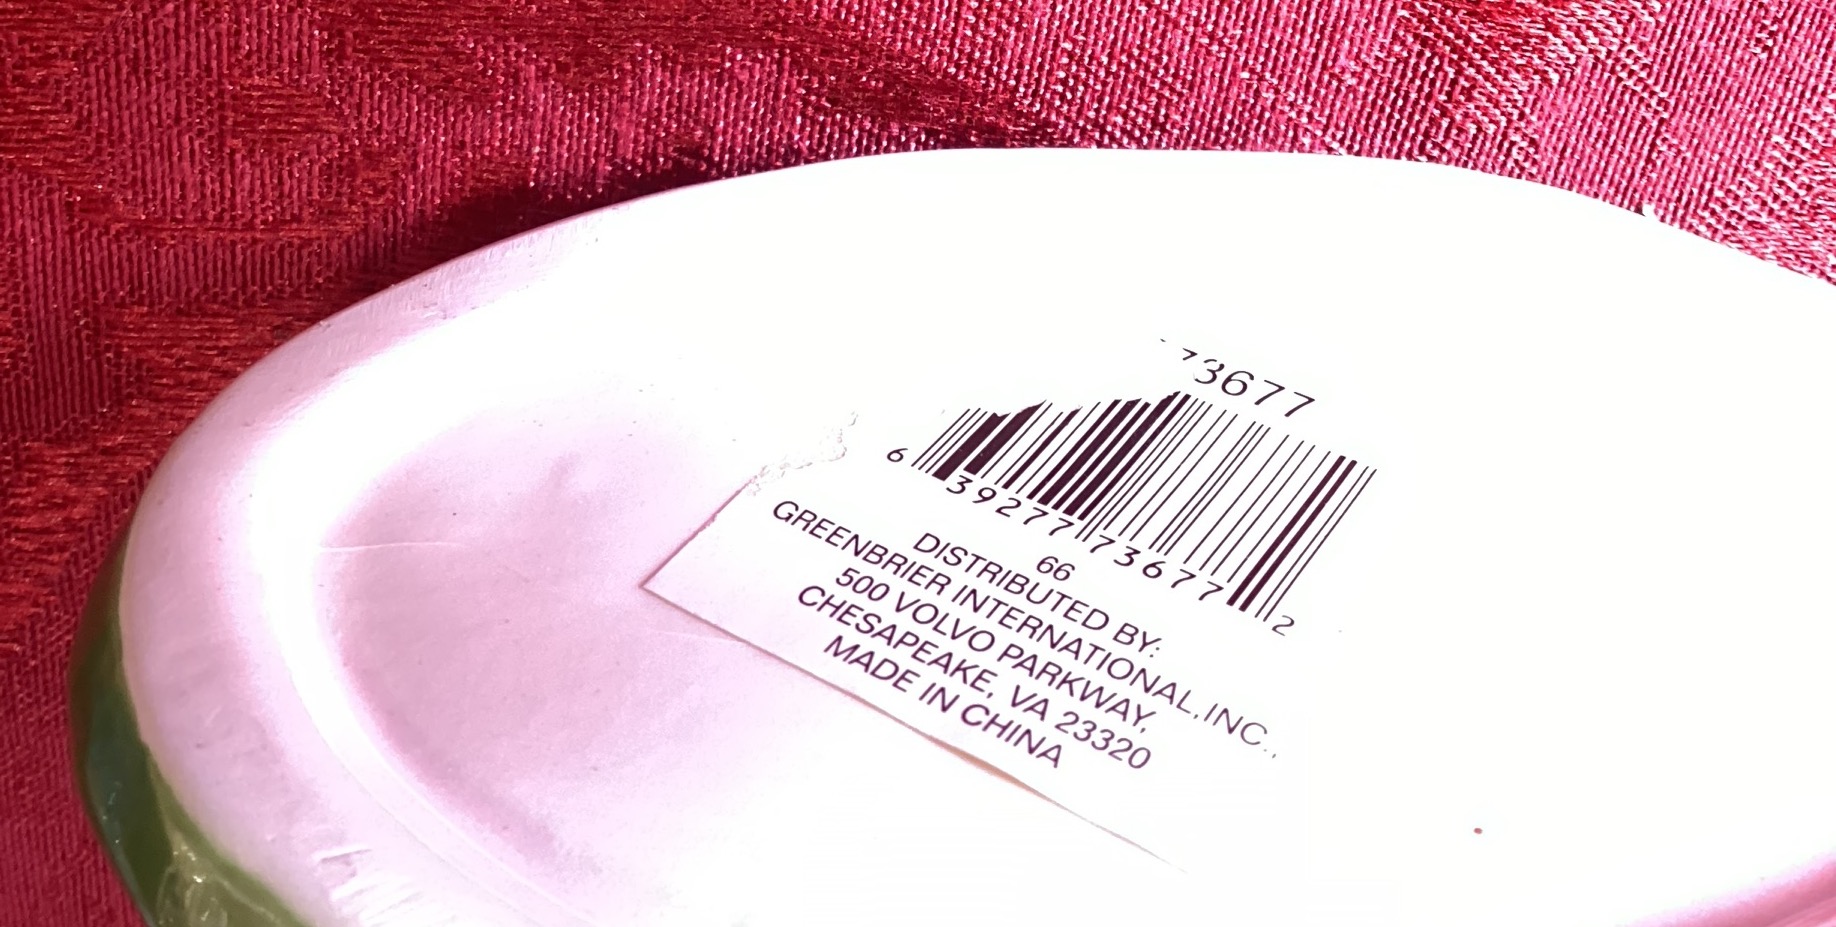 73677
6 39277 73677 2
66
DISTRIBUTED BY:
GREENBRIER INTERNATIONAL, INC.,
500 VOLVO PARKWAY,
CHESAPEAKE, VA 23320
MADE IN CHINA